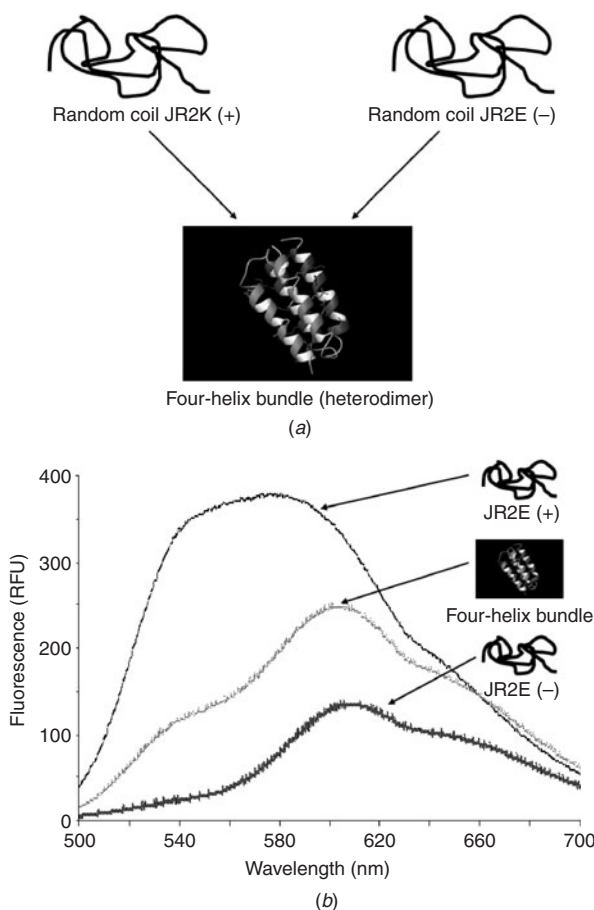 Random coil JR2K (+)
Random coil JR2E (–)
Four-helix bundle (heterodimer)
(a)
400
300
200
100
0
Fluorescence (RFU)
JR2E (+)
Four-helix bundle
JR2E (–)
500
540
580
620
660
700
Wavelength (nm)
(b)